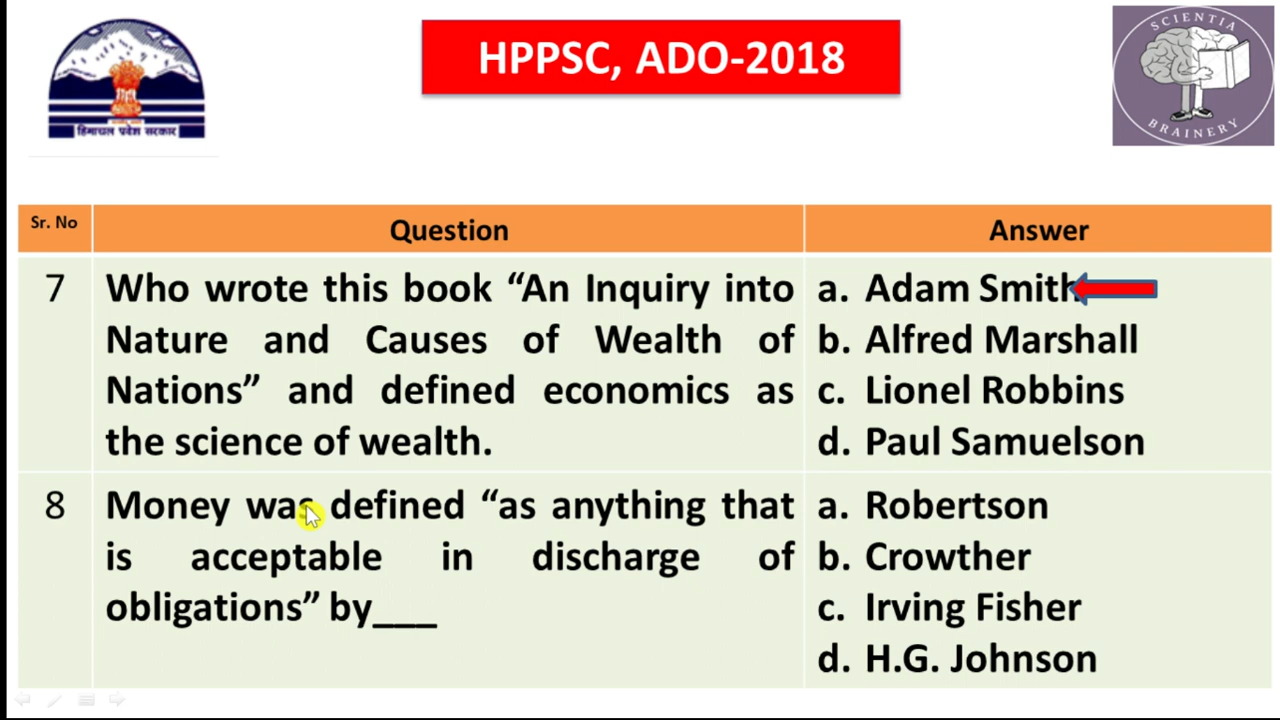 HPPSC, ADO-2018
हिमाचल प्रदेश सरकार
SCIENTIA
BRAINERY
Sr. No
Question
Answer
7
Who wrote this book “An Inquiry into
Nature and Causes of Wealth of
Nations” and defined economics as
the science of wealth.
a. Adam Smith
b. Alfred Marshall
c. Lionel Robbins
d. Paul Samuelson
8
Money was defined “as anything that
is acceptable in discharge of
obligations” by___
a. Robertson
b. Crowther
c. Irving Fisher
d. H.G. Johnson